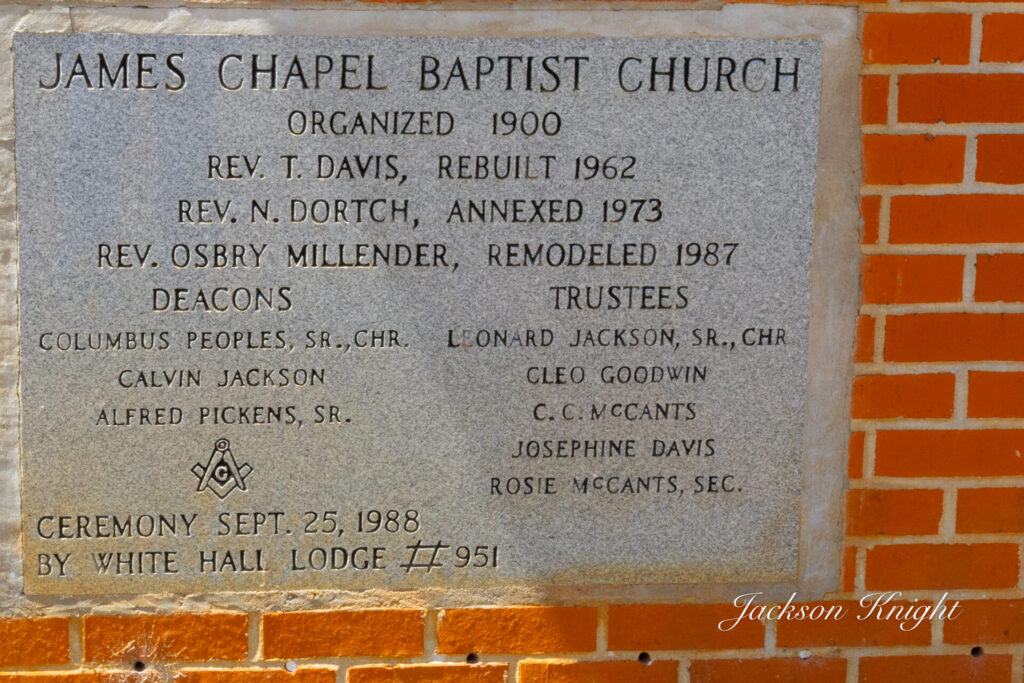 JAMES CHAPEL BAPTIST CHURCH
ORGANIZED 1900
REV. T. DAVIS, REBUILT 1962
REV. N. DORTCH, ANNEXED 1973
REV. OSBRY MILLENDER, REMODELED 1987
DEACONS
COLUMBUS PEOPLES, SR., CHR.
CALVIN JACKSON
ALFRED PICKENS, SR.
TRUSTEES
LEONARD JACKSON, SR., CHR
CLEO GOODWIN
C. C. McCANTS
JOSEPHINE DAVIS
ROSIE McCANTS, SEC.
G
CEREMONY SEPT. 25, 1988
BY WHITE HALL LODGE # 951
Jackson Knight